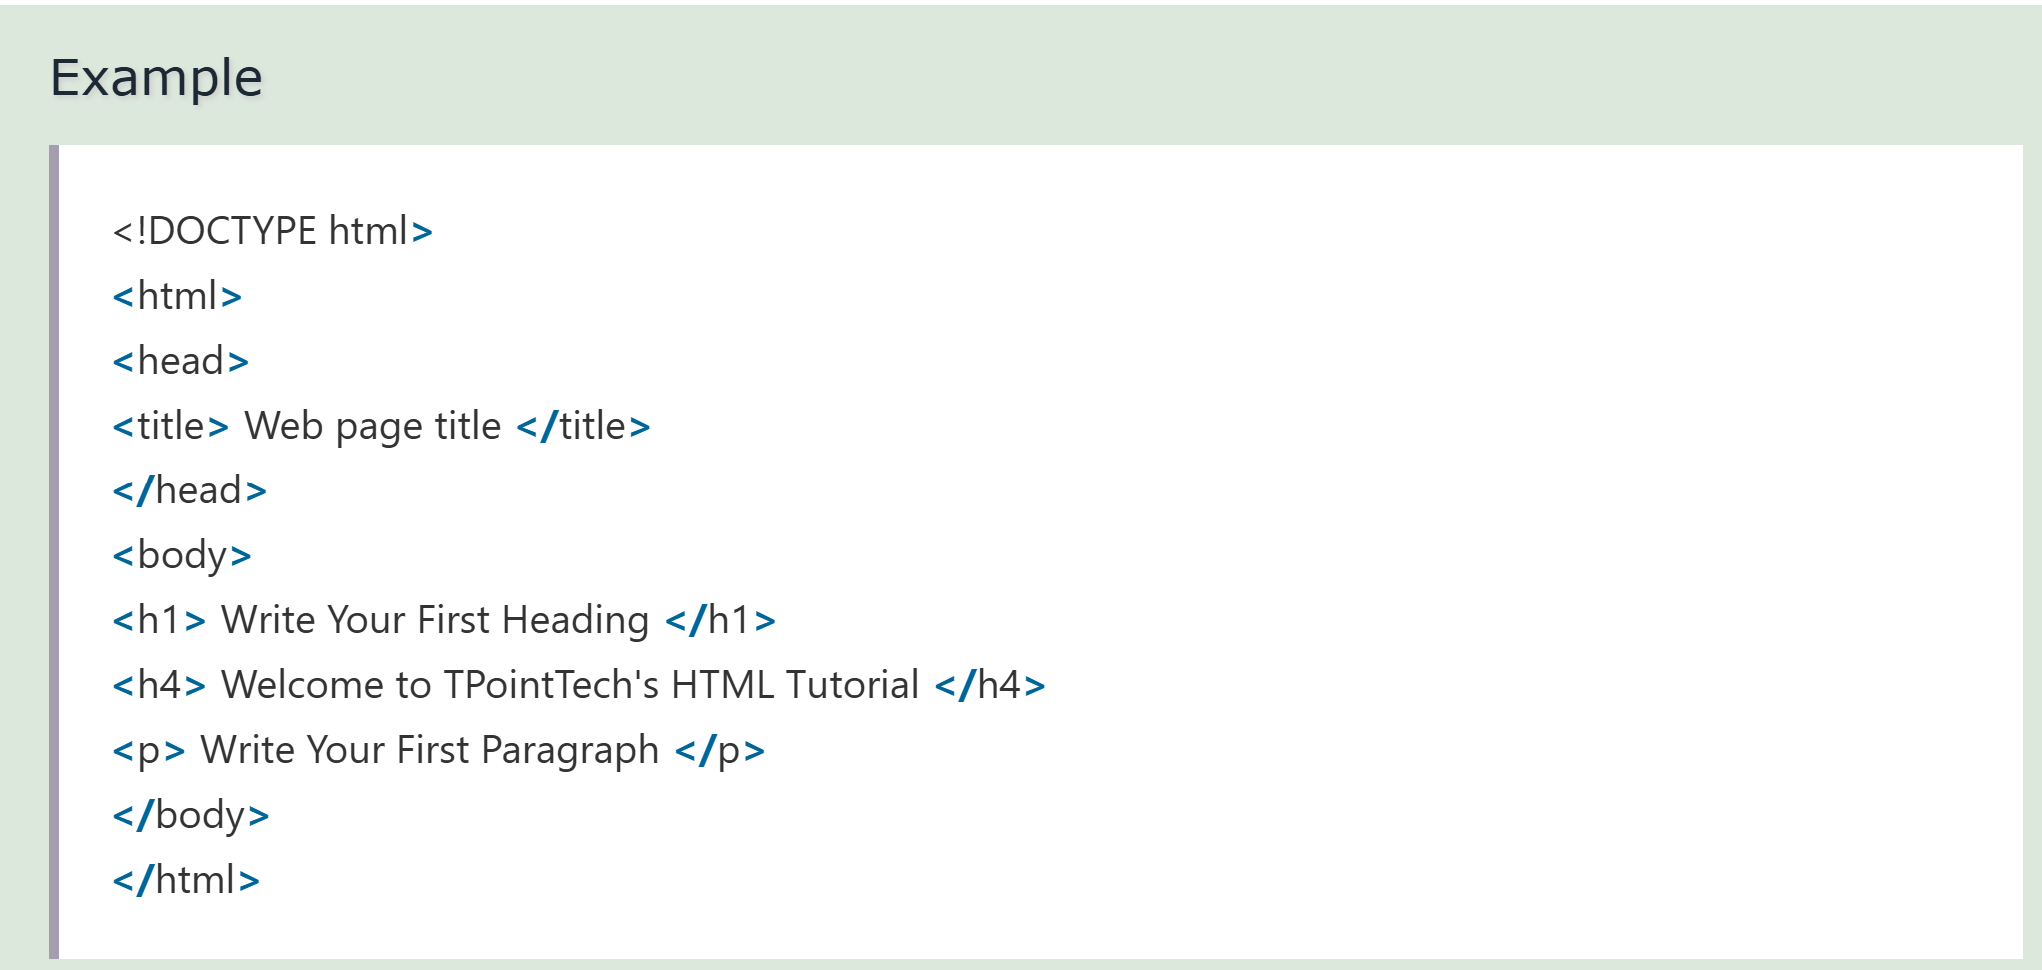 Example
<!DOCTYPE html>
<html>
<head>
<title> Web page title </title>
</head>
<body>
<h1> Write Your First Heading </h1>
<h4> Welcome to TPointTech's HTML Tutorial </h4>
<p> Write Your First Paragraph </p>
</body>
</html>